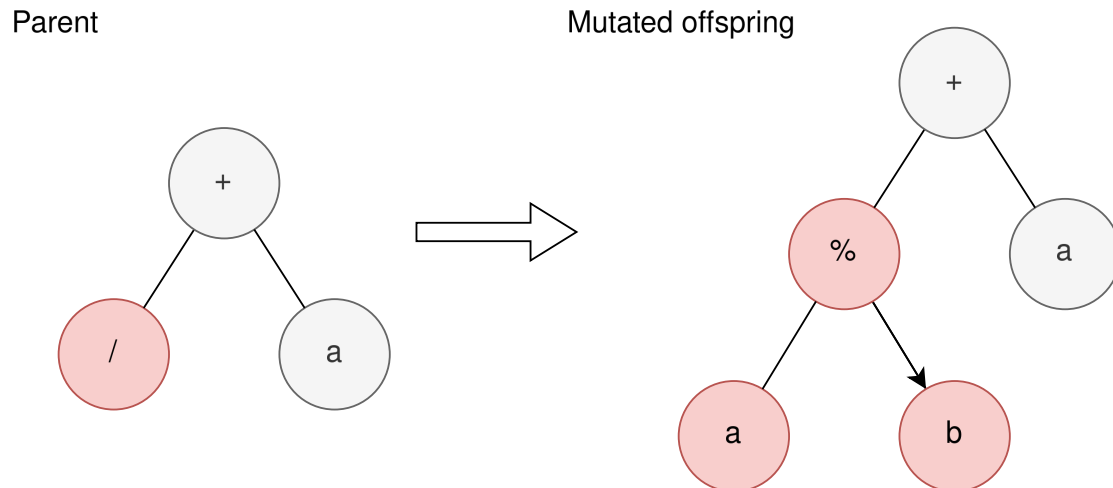 Parent
Mutated offspring
+
+
%
a
/
a
a
b